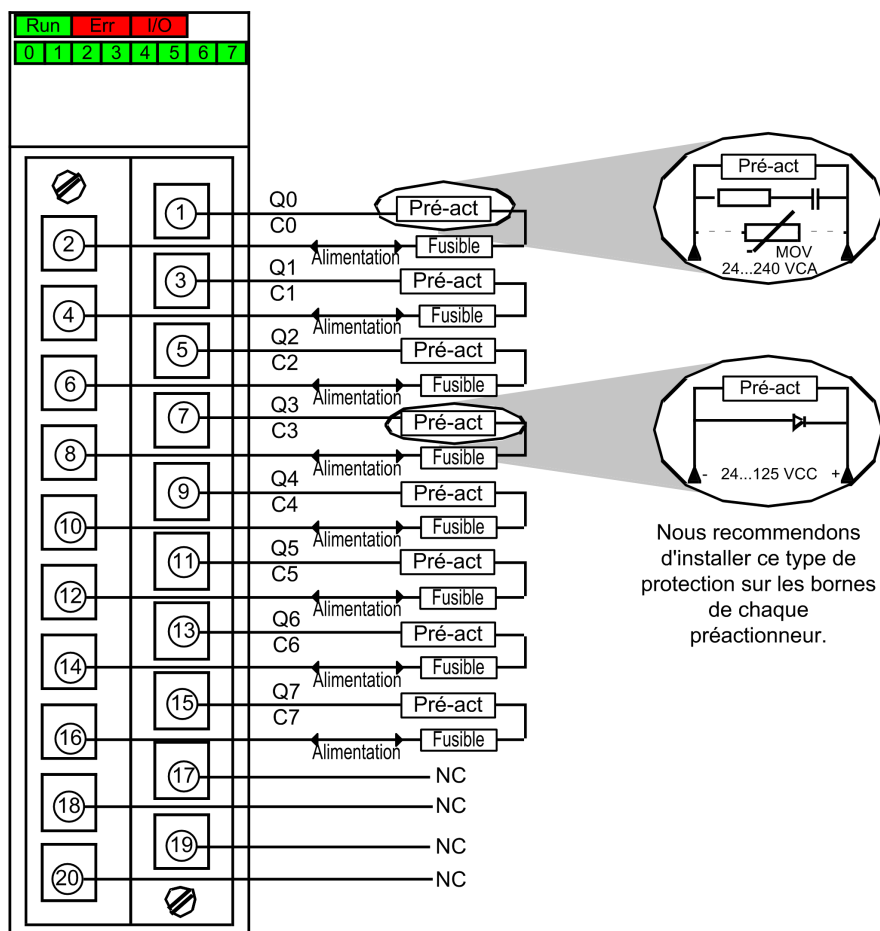 Run Err I/O
0 1 2 3 4 5 6 7
1 Q0 Pré-act
C0
2 Alimentation Fusible
3 Q1 Pré-act
C1
4 Alimentation Fusible
5 Q2 Pré-act
C2
6 Alimentation Fusible
7 Q3 Pré-act
C3
8 Alimentation Fusible
9 Q4 Pré-act
C4
10 Alimentation Fusible
11 Q5 Pré-act
C5
12 Alimentation Fusible
13 Q6 Pré-act
C6
14 Alimentation Fusible
15 Q7 Pré-act
C7
16 Alimentation Fusible
17 NC
18 NC
19 NC
20 NC
Pré-act
MOV
24...240 VCA
Pré-act
- 24...125 VCC +
Nous recommendons
d'installer ce type de
protection sur les bornes
de chaque
préactionneur.